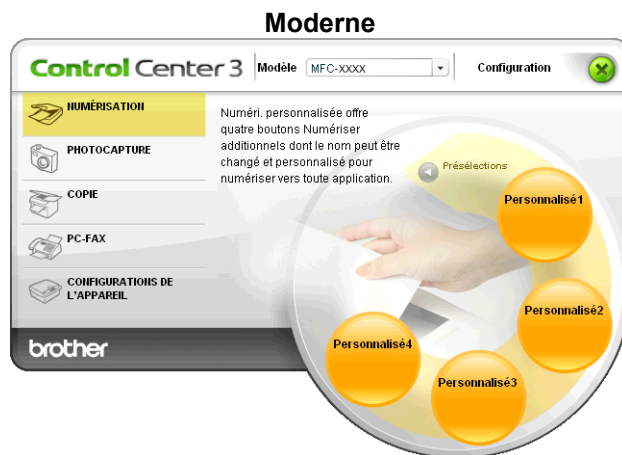 Moderne
Control Center 3
Modèle
MFC-XXXX
Configuration
NUMÉRISATION
PHOTOCAPTURE
COPIE
PC-FAX
CONFIGURATIONS DE
L'APPAREIL
Numéri. personnalisée offre
quatre boutons Numériser
additionnels dont le nom peut être
changé et personnalisé pour
numériser vers toute application.
Présélections
Personnalisé1
Personnalisé2
Personnalisé3
Personnalisé4
brother